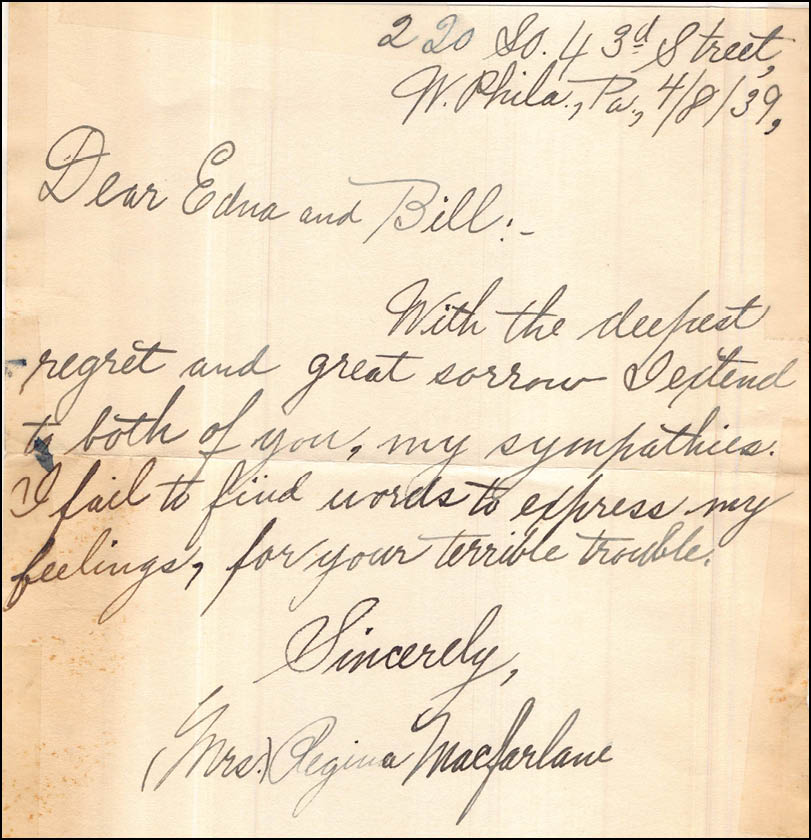 220 So. 43d Street,
W. Phila., Pa., 4/8/39,
Dear Edna and Bill:-
With the deepest
regret and great sorrow I extend
to both of you, my sympathies.
I fail to find words to express my
feelings, for your terrible trouble.
Sincerely,
(Mrs.) Regina Macfarlane